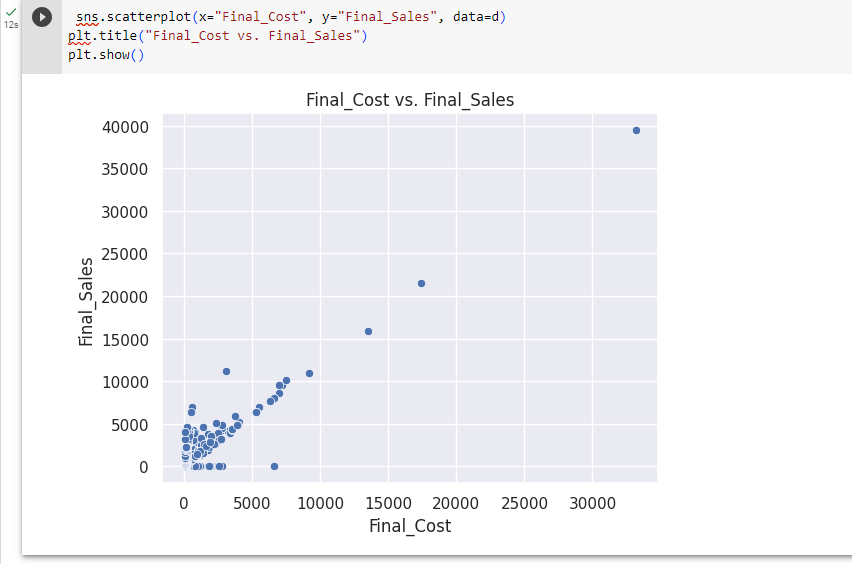 sns.scatterplot(x="Final_Cost", y="Final_Sales", data=d)
12s
plt.title("Final_Cost vs. Final_Sales")
plt.show()
Final_Cost vs. Final_Sales
40000
35000
30000
25000
20000
15000
10000
5000
0
Final_Sales
0 5000 10000 15000 20000 25000 30000
Final_Cost